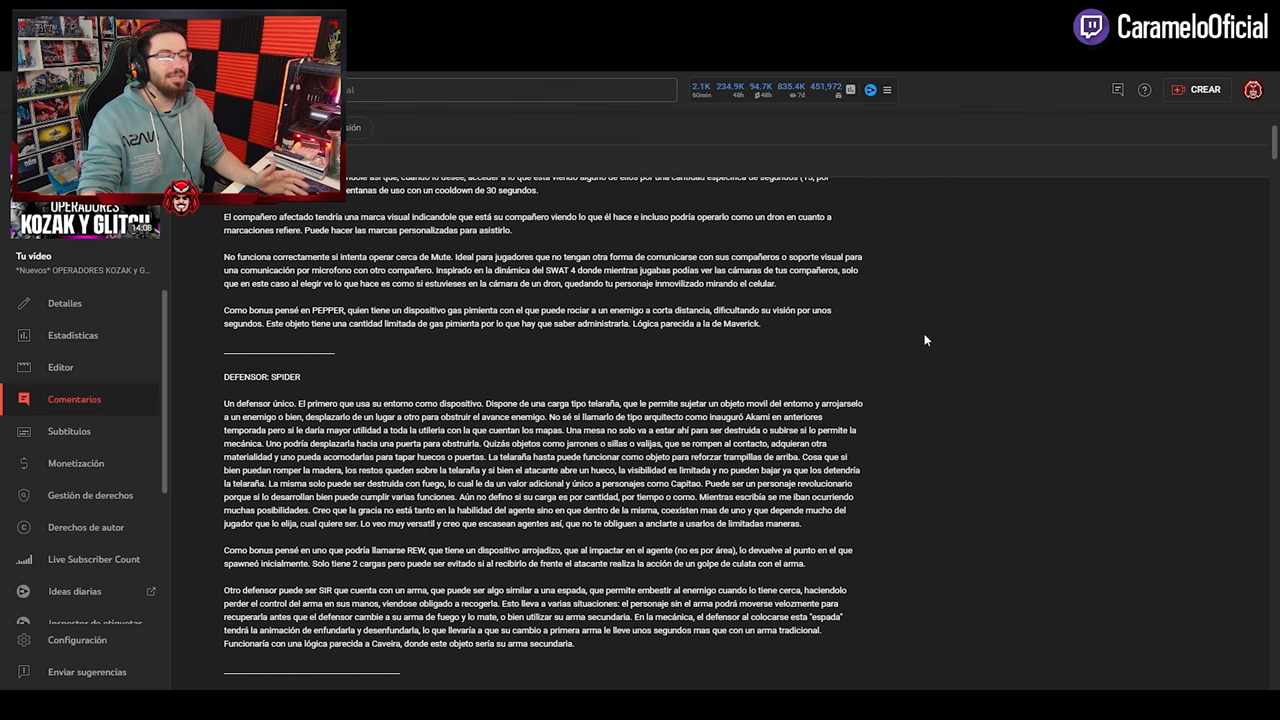 CarameloOficial
al
2.1K 234.9K 94.7K 835.4K 451,972
60min 48h 48h 7d
CREAR
sión
ndole así que, cuando lo desee, acceder a lo que está viendo alguno de ellos por una cantidad específica de segundos (15, por
entanas de uso con un cooldown de 30 segundos.
OPERADORES
KOZAK Y GLITCH
14:08
El compañero afectado tendría una marca visual indicandole que está su compañero viendo lo que él hace e incluso podría operarlo como un dron en cuanto a
marcaciones refiere. Puede hacer las marcas personalizadas para asistirlo.
No funciona correctamente si intenta operar cerca de Mute. Ideal para jugadores que no tengan otra forma de comunicarse con sus compañeros o soporte visual para
una comunicación por microfono con otro compañero. Inspirado en la dinámica del SWAT 4 donde mientras jugabas podías ver las cámaras de tus compañeros, solo
que en este caso al elegir ve lo que hace es como si estuvieses en la cámara de un dron, quedando tu personaje inmovilizado mirando el celular.
Como bonus pensé en PEPPER, quien tiene un dispositivo gas pimienta con el que puede rociar a un enemigo a corta distancia, dificultando su visión por unos
segundos. Este objeto tiene una cantidad limitada de gas pimienta por lo que hay que saber administrarla. Lógica parecida a la de Maverick.
DEFENSOR: SPIDER
Un defensor único. El primero que usa su entorno como dispositivo. Dispone de una carga tipo telaraña, que le permite sujetar un objeto movil del entorno y arrojarselo
a un enemigo o bien, desplazarlo de un lugar a otro para obstruir el avance enemigo. No sé si llamarlo de tipo arquitecto como inauguró Akami en anteriores
temporada pero si le daría mayor utilidad a toda la utileria con la que cuentan los mapas. Una mesa no solo va a estar ahí para ser destruida o subirse si lo permite la
mecánica. Uno podría desplazarla hacia una puerta para obstruirla. Quizás objetos como jarrones o sillas o valijas, que se rompen al contacto, adquieran otra
materialidad y uno pueda acomodarlas para tapar huecos o puertas. La telaraña hasta puede funcionar como objeto para reforzar trampillas de arriba. Cosa que si
bien puedan romper la madera, los restos queden sobre la telaraña y si bien el atacante abre un hueco, la visibilidad es limitada y no pueden bajar ya que los detendría
la telaraña. La misma solo puede ser destruida con fuego, lo cual le da un valor adicional y único a personajes como Capitao. Puede ser un personaje revolucionario
porque si lo desarrollan bien puede cumplir varias funciones. Aún no defino si su carga es por cantidad, por tiempo o como. Mientras escribía se me iban ocurriendo
muchas posibilidades. Creo que la gracia no está tanto en la habilidad del agente sino en que dentro de la misma, coexisten mas de uno y que depende mucho del
jugador que lo elija, cual quiere ser. Lo veo muy versatil y creo que escasean agentes así, que no te obliguen a anclarte a usarlos de limitadas maneras.
Como bonus pensé en uno que podría llamarse REW, que tiene un dispositivo arrojadizo, que al impactar en el agente (no es por área), lo devuelve al punto en el que
spawneó inicialmente. Solo tiene 2 cargas pero puede ser evitado si al recibirlo de frente el atacante realiza la acción de un golpe de culata con el arma.
Otro defensor puede ser SIR que cuenta con un arma, que puede ser algo similar a una espada, que permite embestir al enemigo cuando lo tiene cerca, haciendolo
perder el control del arma en sus manos, viendose obligado a recogerla. Esto lleva a varias situaciones: el personaje sin el arma podrá moverse velozmente para
recuperarla antes que el defensor cambie a su arma de fuego y lo mate, o bien utilizar su arma secundaria. En la mecánica, el defensor al colocarse esta "espada"
tendrá la animación de enfundarla y desenfundarla, lo que llevaría a que su cambio a primera arma le lleve unos segundos mas que con un arma tradicional.
Funcionaría con una lógica parecida a Caveira, donde este objeto sería su arma secundaria.
Tu vídeo
*Nuevos* OPERADORES KOZAK y G...
Detalles
Estadísticas
Editor
Comentarios
Subtítulos
Monetización
Gestión de derechos
Derechos de autor
Live Subscriber Count
Ideas diarias
Inspector de etiquetas
Configuración
Enviar sugerencias